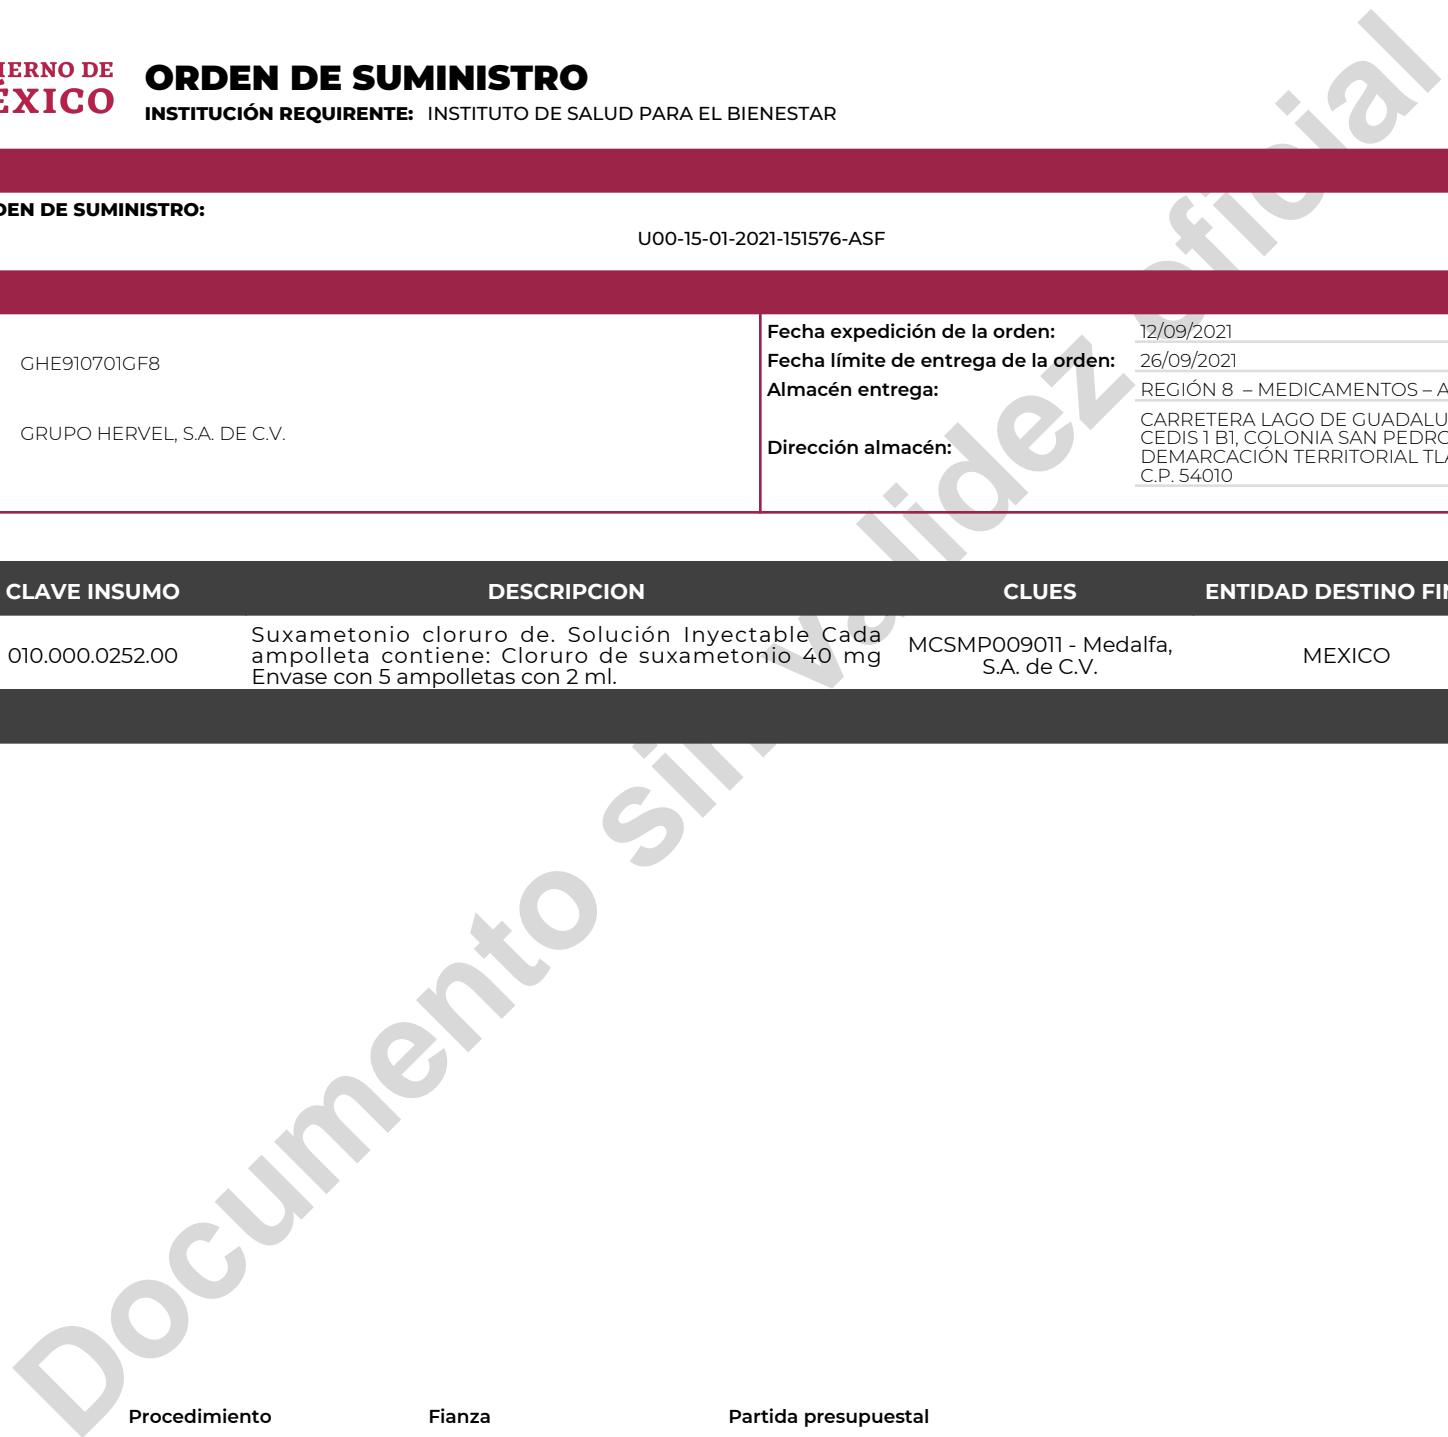 IERNO DE
ÉXICO
ORDEN DE SUMINISTRO
INSTITUCIÓN REQUIRENTE: INSTITUTO DE SALUD PARA EL BIENESTAR
DEN DE SUMINISTRO:
U00-15-01-2021-151576-ASF
GHE910701GF8
GRUPO HERVEL, S.A. DE C.V.
Fecha expedición de la orden: 12/09/2021
Fecha límite de entrega de la orden: 26/09/2021
Almacén entrega: REGIÓN 8 – MEDICAMENTOS – A
Dirección almacén:
CARRETERA LAGO DE GUADALU
CEDIS 1 B1, COLONIA SAN PEDRO
DEMARCACIÓN TERRITORIAL TLA
C.P. 54010
CLAVE INSUMO DESCRIPCION CLUES ENTIDAD DESTINO FIN
010.000.0252.00
Suxametonio cloruro de. Solución Inyectable Cada
ampolleta contiene: Cloruro de suxametonio 40 mg
Envase con 5 ampolletas con 2 ml.
MCSMP009011 - Medalfa,
S.A. de C.V.
MEXICO
Documento sin validez oficial
Procedimiento Fianza Partida presupuestal